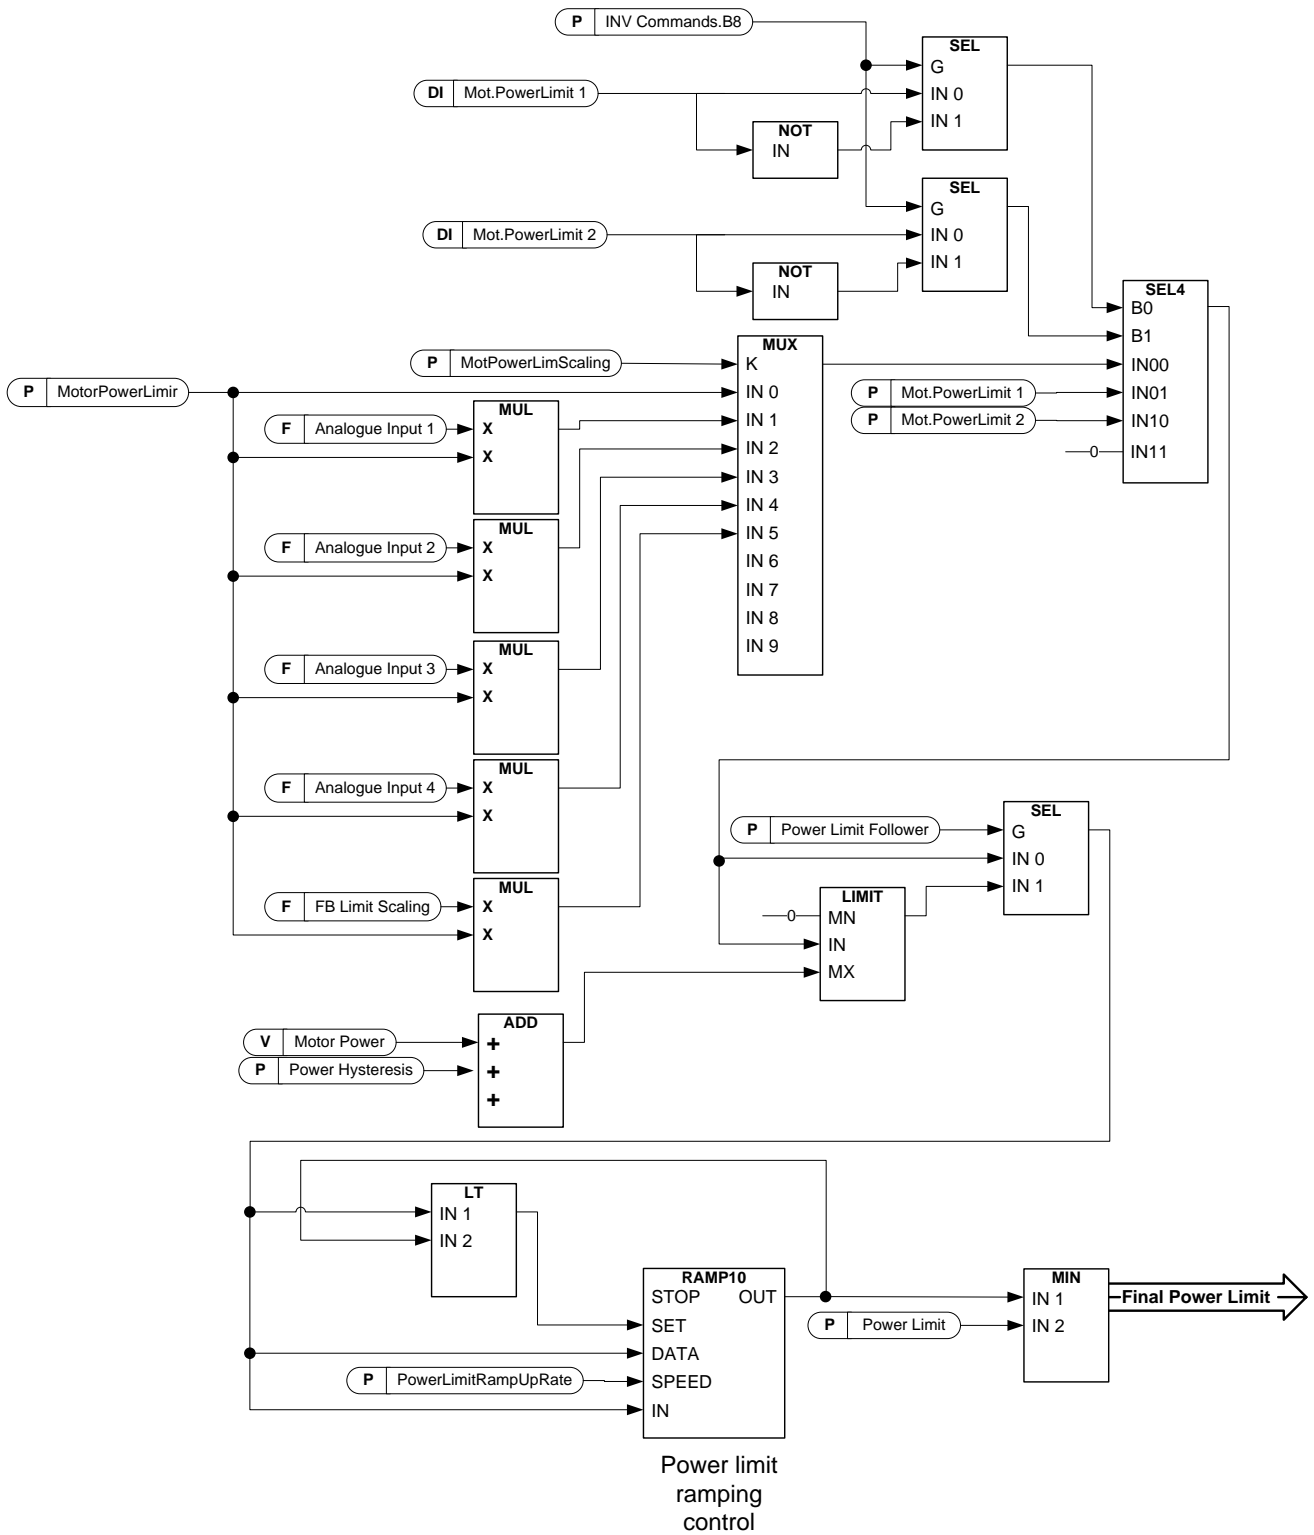 P INV Commands.B8
SEL
G
DI Mot.PowerLimit 1
IN 0
IN 1
NOT
IN
SEL
G
DI Mot.PowerLimit 2
IN 0
IN 1
NOT
IN
SEL4
B0
B1
IN00
IN01
IN10
IN11
MUX
P MotPowerLimScaling
K
P MotorPowerLimir
IN 0
IN 1
IN 2
IN 3
IN 4
IN 5
IN 6
IN 7
IN 8
IN 9
P Mot.PowerLimit 1
P Mot.PowerLimit 2
0
MUL
F Analogue Input 1
X
X
MUL
F Analogue Input 2
X
X
MUL
F Analogue Input 3
X
X
MUL
F Analogue Input 4
X
X
MUL
F FB Limit Scaling
X
X
SEL
P Power Limit Follower
G
IN 0
IN 1
LIMIT
0
MN
IN
MX
ADD
V Motor Power
+
P Power Hysteresis
+
+
LT
IN 1
IN 2
RAMP10
STOP OUT
SET
DATA
P PowerLimitRampUpRate
SPEED
IN
MIN
IN 1
P Power Limit
IN 2
Final Power Limit
Power limit
ramping
control